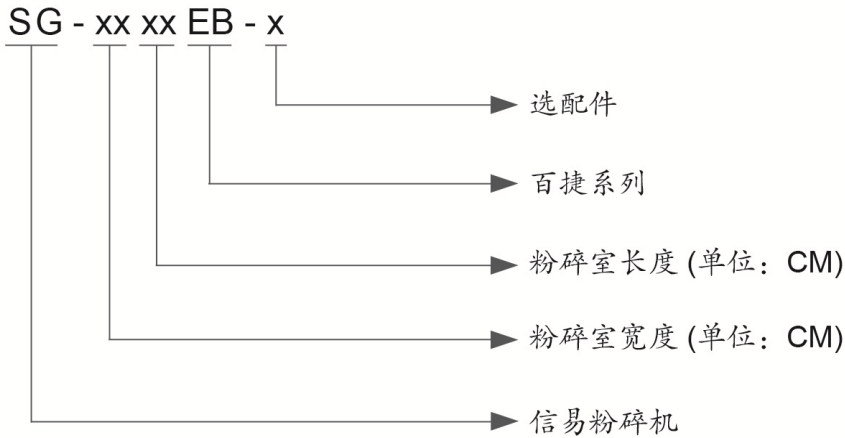 SG - xx xx EB - x
选配件
百捷系列
粉碎室长度 (单位：CM)
粉碎室宽度 (单位：CM)
信易粉碎机